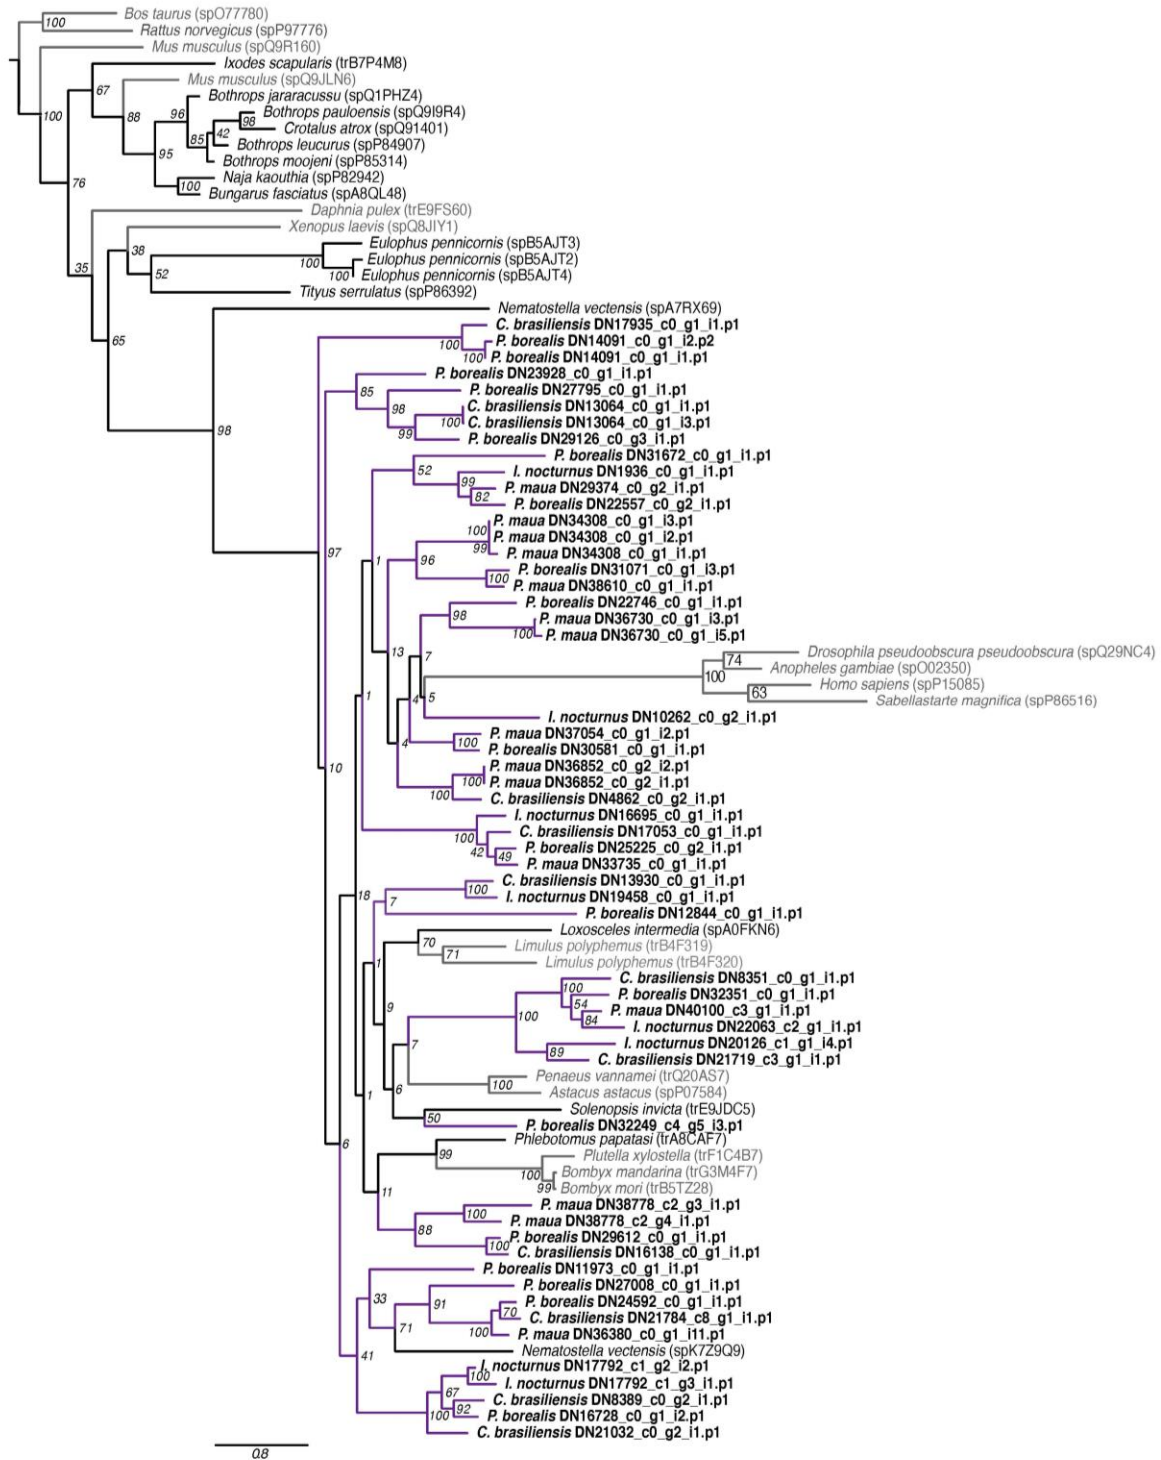 Bos taurus (spO77780)
100
Rattus norvegicus (spP97776)
Mus musculus (spQ9R160)
Ixodes scapularis (trB7P4M8)
67
Mus musculus (spQ9JLN6)
Bothrops jararacussu (spQ1PHZ4)
100
88
96
Bothrops pauloensis (spQ9I9R4)
98
Crotalus atrox (spQ91401)
42
85
Bothrops leucurus (spP84907)
95
Bothrops moojeni (spP85314)
76
Naja kaouthia (spP82942)
100
Bungarus fasciatus (spA8QL48)
Daphnia pulex (trE9FS60)
Xenopus laevis (spQ8JIY1)
38
Eulophus pennicornis (spB5AJT3)
100
Eulophus pennicornis (spB5AJT2)
35
52
100
Eulophus pennicornis (spB5AJT4)
Tityus serrulatus (spP86392)
Nematostella vectensis (spA7RX69)
C. brasiliensis DN17935_c0_g1_i1.p1
65
100
P. borealis DN14091_c0_g1_i2.p2
100
P. borealis DN14091_c0_g1_i1.p1
P. borealis DN23928_c0_g1_i1.p1
85
P. borealis DN27795_c0_g1_i1.p1
98
C. brasiliensis DN13064_c0_g1_i1.p1
100
C. brasiliensis DN13064_c0_g1_i3.p1
98
99
P. borealis DN29126_c0_g3_i1.p1
P. borealis DN31672_c0_g1_i1.p1
52
I. nocturnus DN1936_c0_g1_i1.p1
99
P. maua DN29374_c0_g2_i1.p1
82
P. borealis DN22557_c0_g2_i1.p1
P. maua DN34308_c0_g1_i3.p1
100
P. maua DN34308_c0_g1_i2.p1
99
P. maua DN34308_c0_g1_i1.p1
97
1
96
P. borealis DN31071_c0_g1_i3.p1
100
P. maua DN38610_c0_g1_i1.p1
P. borealis DN22746_c0_g1_i1.p1
98
P. maua DN36730_c0_g1_i3.p1
100
P. maua DN36730_c0_g1_i5.p1
13
7
Drosophila pseudoobscura pseudoobscura (spQ29NC4)
74
Anopheles gambiae (spO02350)
100
Homo sapiens (spP15085)
63
Sabellastarte magnifica (spP86516)
1
4
5
I. nocturnus DN10262_c0_g2_i1.p1
P. maua DN37054_c0_g1_i2.p1
100
P. borealis DN30581_c0_g1_i1.p1
4
P. maua DN36852_c0_g2_i2.p1
10
100
P. maua DN36852_c0_g2_i1.p1
100
C. brasiliensis DN4862_c0_g2_i1.p1
I. nocturnus DN16695_c0_g1_i1.p1
100
C. brasiliensis DN17053_c0_g1_i1.p1
42
P. borealis DN25225_c0_g2_i1.p1
49
P. maua DN33735_c0_g1_i1.p1
C. brasiliensis DN13930_c0_g1_i1.p1
100
18
I. nocturnus DN19458_c0_g1_i1.p1
7
P. borealis DN12844_c0_g1_i1.p1
Loxosceles intermedia (spA0FKN6)
70
Limulus polyphemus (trB4F319)
71
Limulus polyphemus (trB4F320)
1
C. brasiliensis DN8351_c0_g1_i1.p1
100
P. borealis DN32351_c0_g1_i1.p1
54
9
P. maua DN40100_c3_g1_i1.p1
100
84
I. nocturnus DN22063_c2_g1_i1.p1
I. nocturnus DN20126_c1_g1_i4.p1
7
89
C. brasiliensis DN21719_c3_g1_i1.p1
Penaeus vannamei (trQ20AS7)
100
6
Astacus astacus (spP07584)
1
Solenopsis invicta (trE9JDC5)
50
P. borealis DN32249_c4_g5_i3.p1
Phlebotomus papatasi (trA8CAF7)
6
99
Plutella xylostella (trF1C4B7)
100
Bombyx mandarina (trG3M4F7)
99
Bombyx mori (trB5TZ28)
11
P. maua DN38778_c2_g3_i1.p1
100
P. maua DN38778_c2_g4_i1.p1
88
P. borealis DN29612_c0_g1_i1.p1
100
C. brasiliensis DN16138_c0_g1_i1.p1
P. borealis DN11973_c0_g1_i1.p1
33
P. borealis DN27008_c0_g1_i1.p1
91
P. borealis DN24592_c0_g1_i1.p1
70
C. brasiliensis DN21784_c8_g1_i1.p1
71
100
P. maua DN36380_c0_g1_i11.p1
Nematostella vectensis (spK7Z9Q9)
41
I. nocturnus DN17792_c1_g2_i2.p1
100
I. nocturnus DN17792_c1_g3_i1.p1
67
C. brasiliensis DN8389_c0_g2_i1.p1
92
100
P. borealis DN16728_c0_g1_i2.p1
C. brasiliensis DN21032_c0_g2_i1.p1
0.8